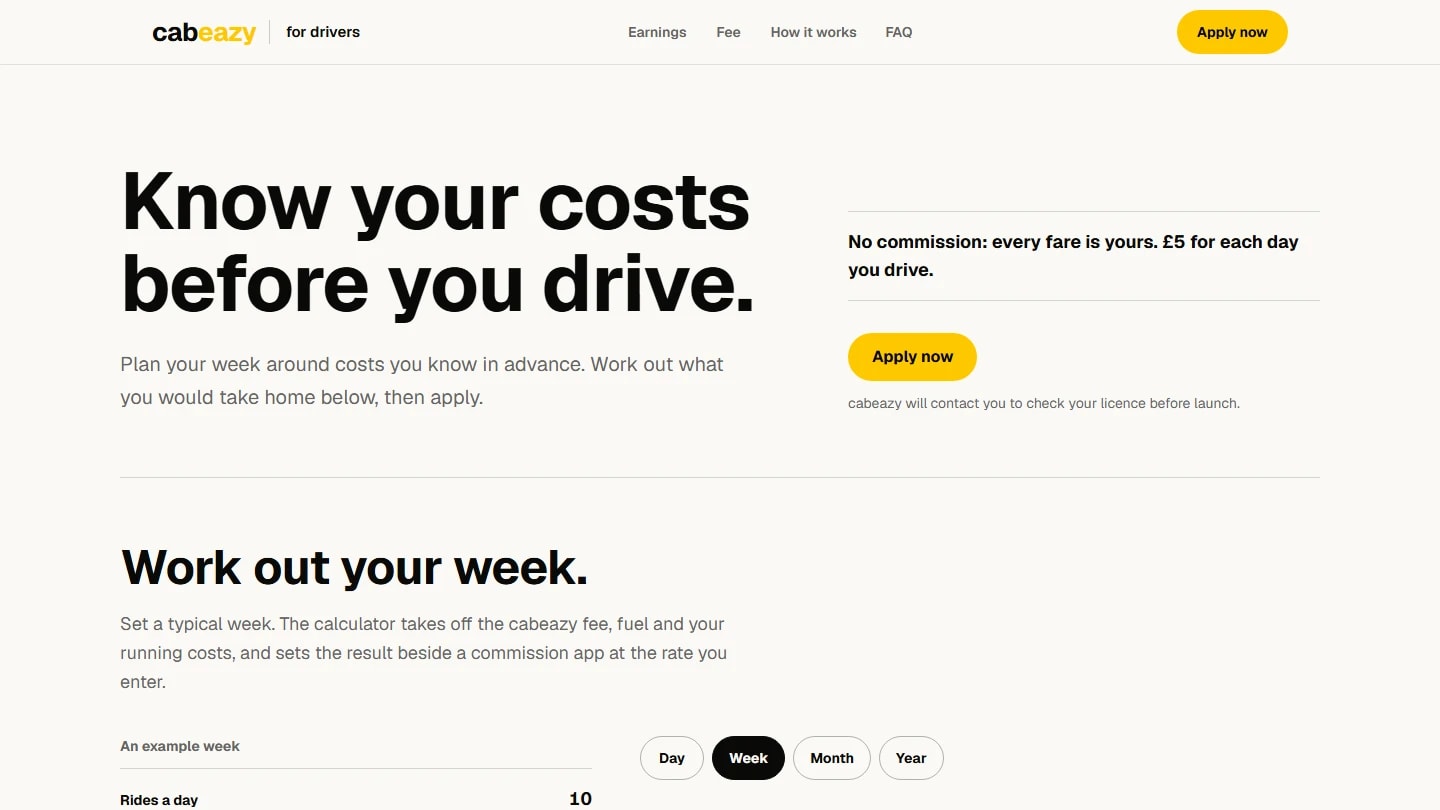 cabeazy for drivers
Earnings Fee How it works FAQ
Apply now
Know your costs
before you drive.
Plan your week around costs you know in advance. Work out what
you would take home below, then apply.
No commission: every fare is yours. £5 for each day
you drive.
Apply now
cabeazy will contact you to check your licence before launch.
Work out your week.
Set a typical week. The calculator takes off the cabeazy fee, fuel and your
running costs, and sets the result beside a commission app at the rate you
enter.
An example week
Rides a day 10
Day Week Month Year